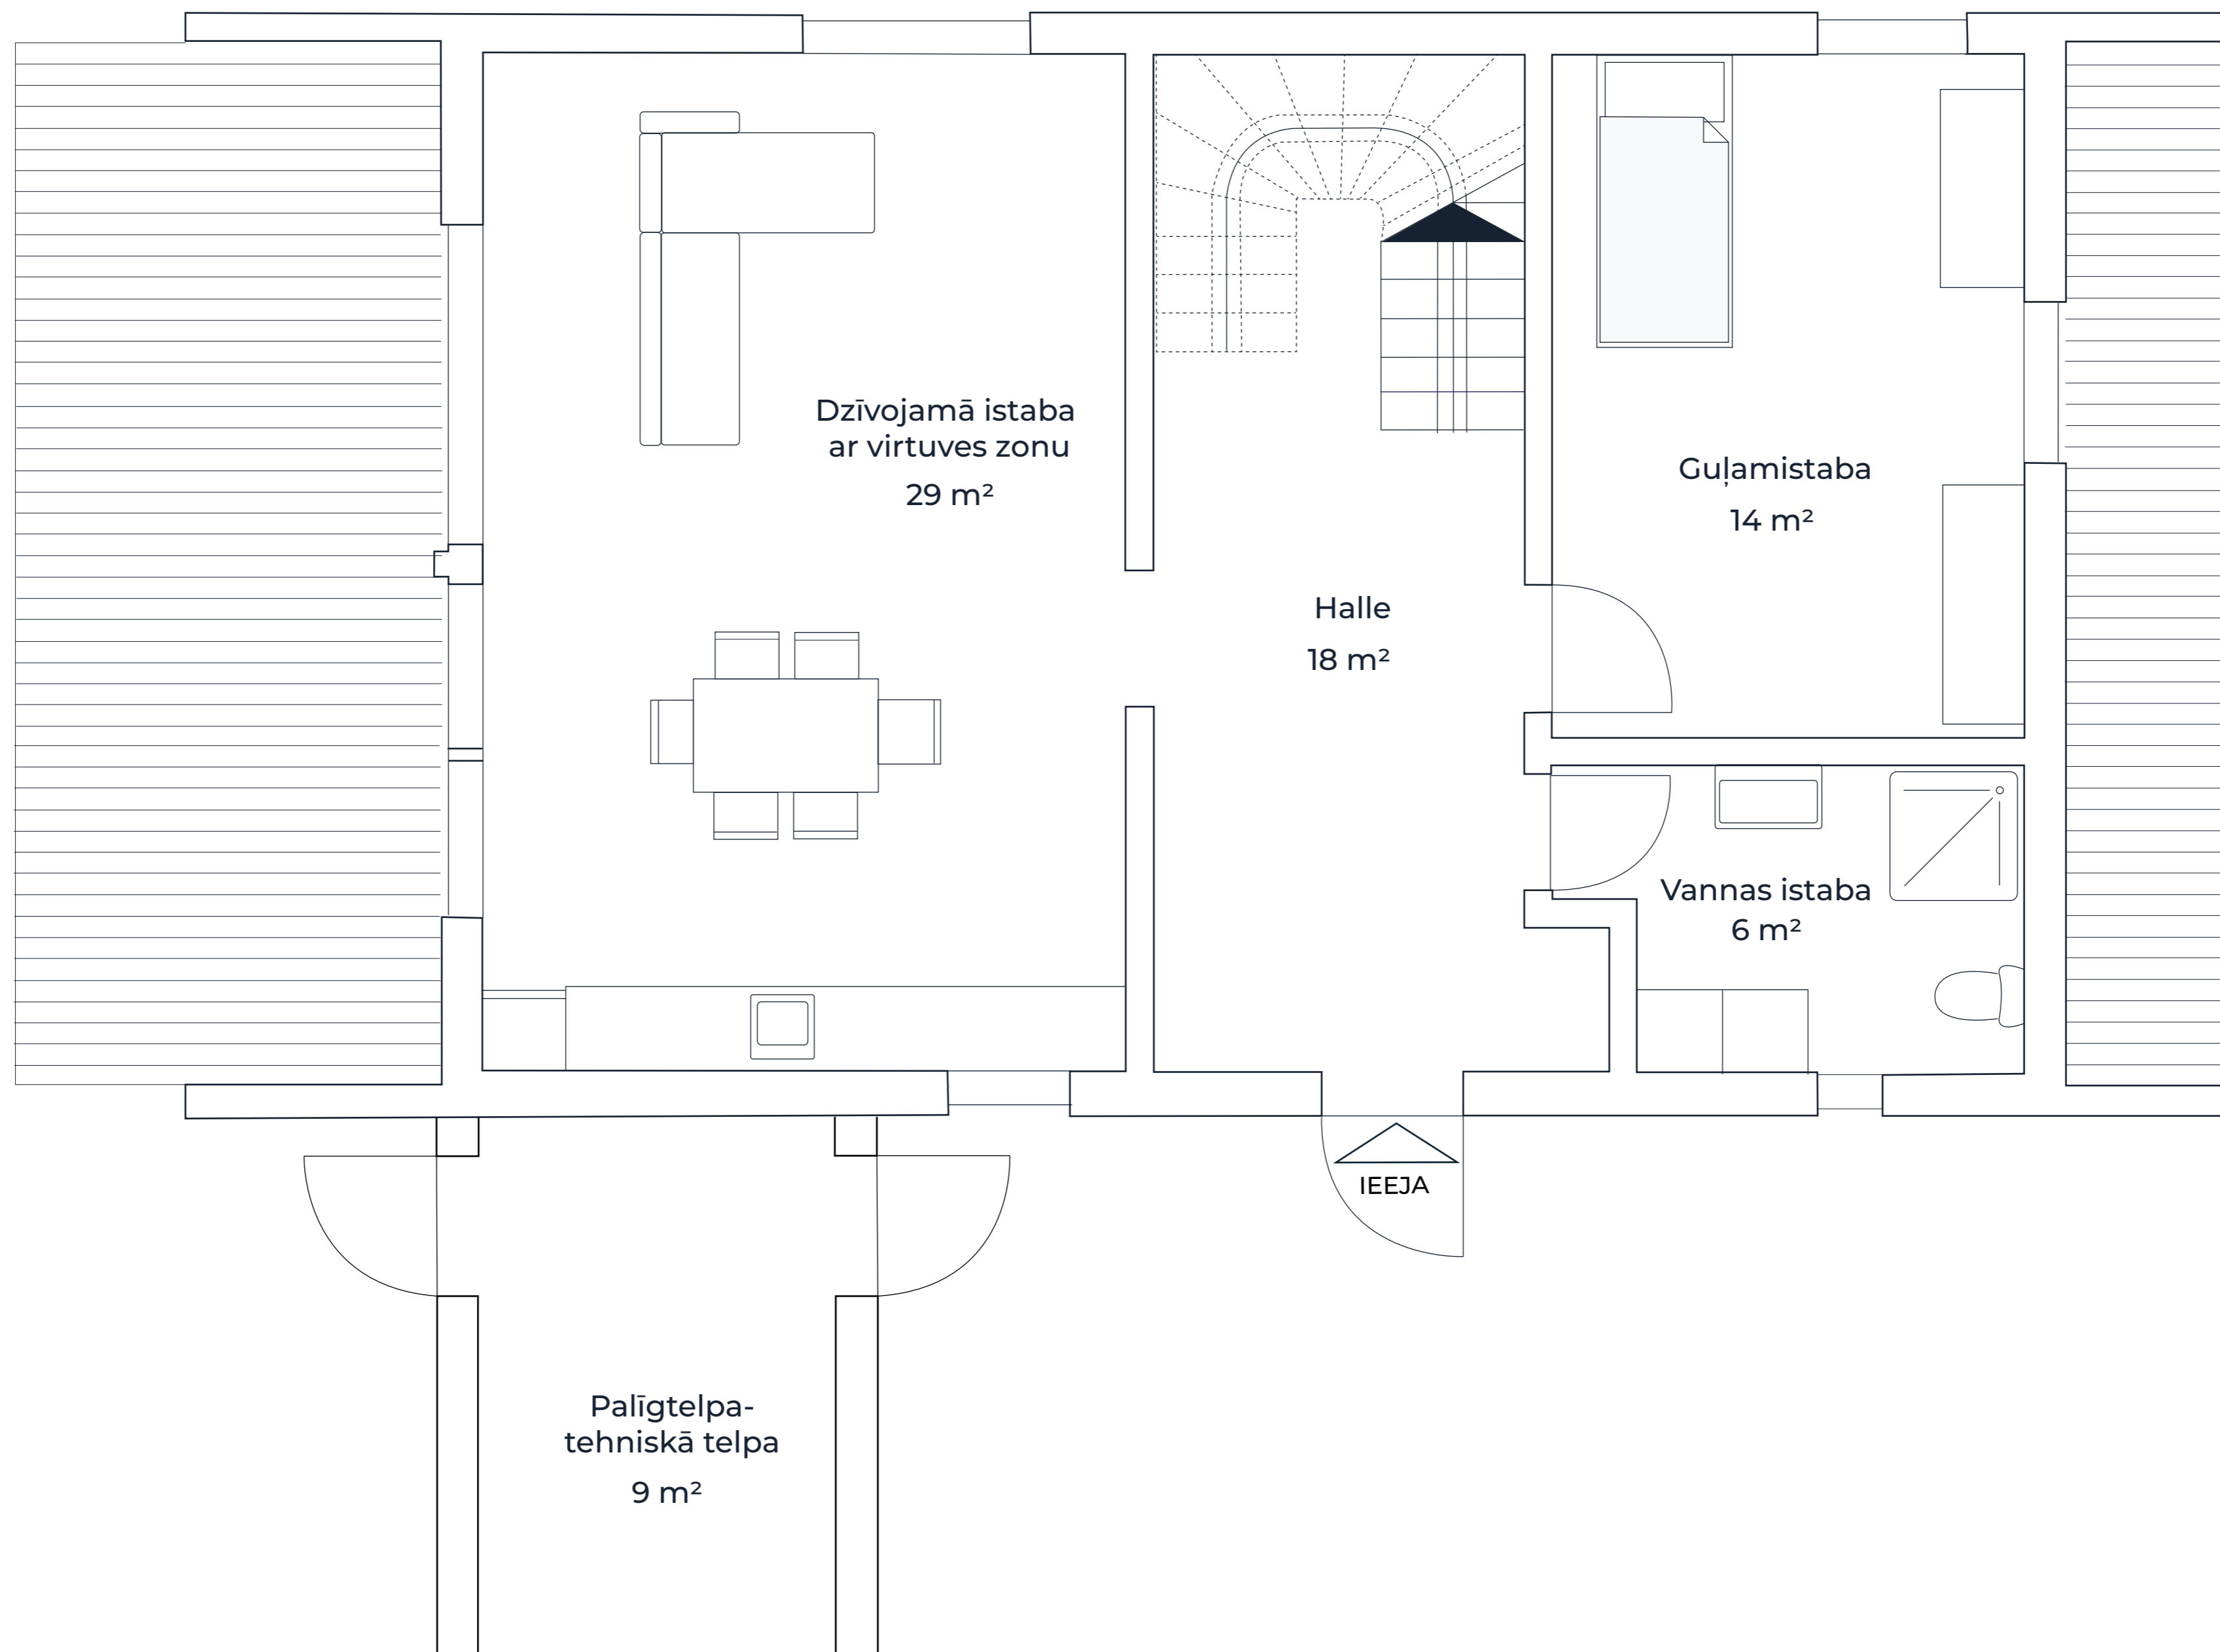 Dzīvojamā istaba
ar virtuves zonu
29 m²
Guļamistaba
14 m²
Halle
18 m²
Vannas istaba
6 m²
IEEJA
Palīgtelpa-
tehniskā telpa
9 m²